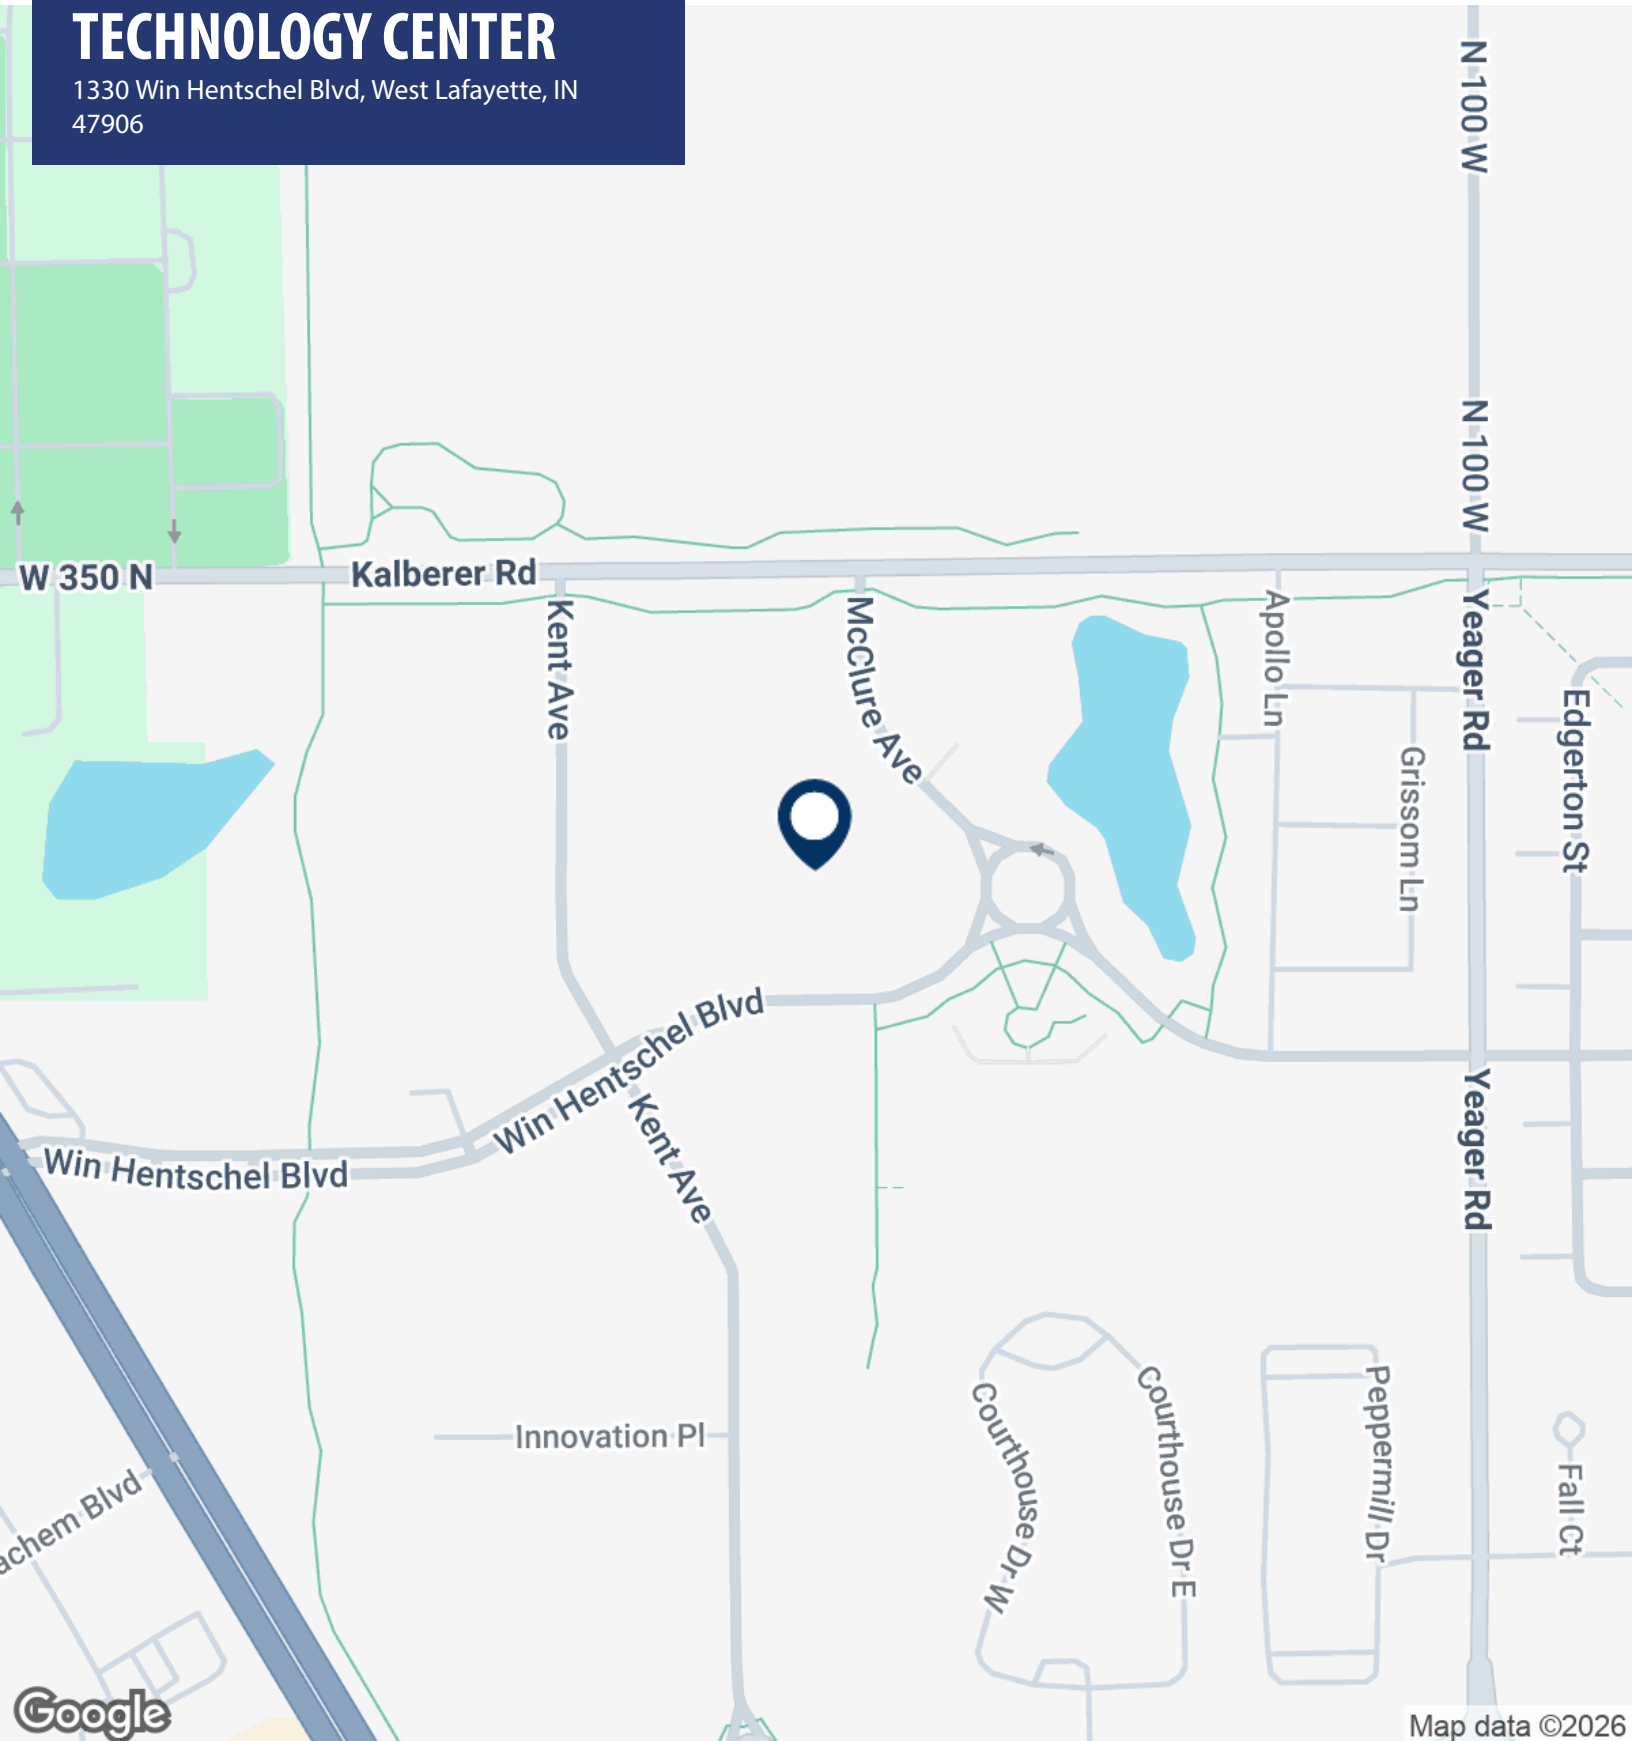 TECHNOLOGY CENTER
1330 Win Hentschel Blvd, West Lafayette, IN
47906
N 100 W
N 100 W
W 350 N
Kalberer Rd
Kent Ave
McClure Ave
Apollo Ln
Yeager Rd
Edgerton St
Grissom Ln
Win Hentschel Blvd
Win Hentschel Blvd
Kent Ave
Yeager Rd
Innovation Pl
Courthouse Dr W
Courthouse Dr E
Peppermill Dr
Fall Ct
achem Blvd
Google
Map data ©2026